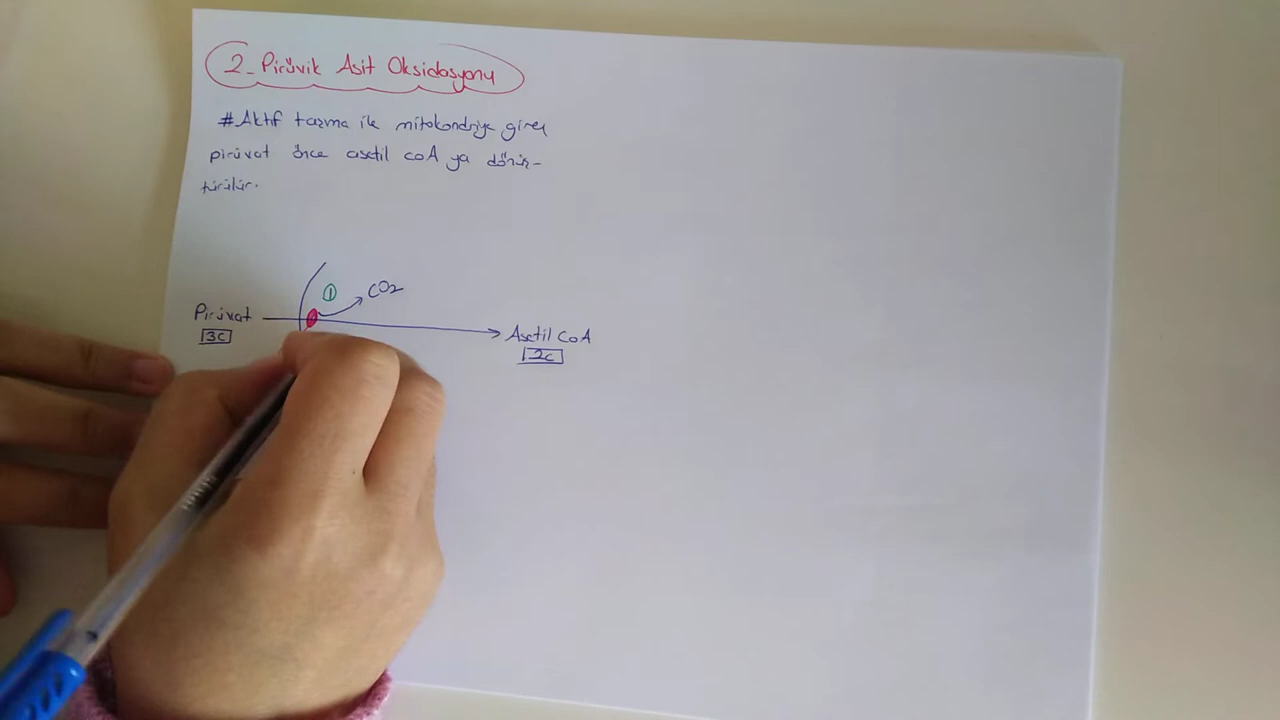 2- Pirüvik Asit Oksidasyonu
#Aktif taşıma ile mitokondriye giren
pirüvat önce asetil coA ya dönüş-
türülür.
① CO2
Pirüvat
Asetil CoA
3c
2c